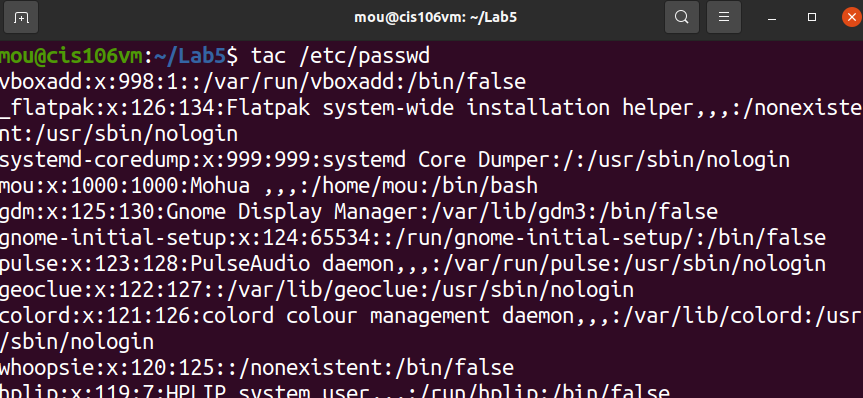 mou@cis106vm: ~/Lab5
mou@cis106vm:~/Lab5$ tac /etc/passwd
vboxadd:x:998:1::/var/run/vboxadd:/bin/false
_flatpak:x:126:134:Flatpak system-wide installation helper,,,:/nonexiste
nt:/usr/sbin/nologin
systemd-coredump:x:999:999:systemd Core Dumper:/:/usr/sbin/nologin
mou:x:1000:1000:Mohua ,,,:/home/mou:/bin/bash
gdm:x:125:130:Gnome Display Manager:/var/lib/gdm3:/bin/false
gnome-initial-setup:x:124:65534::/run/gnome-initial-setup/:/bin/false
pulse:x:123:128:PulseAudio daemon,,,:/var/run/pulse:/usr/sbin/nologin
geoclue:x:122:127::/var/lib/geoclue:/usr/sbin/nologin
colord:x:121:126:colord colour management daemon,,,:/var/lib/colord:/usr
/sbin/nologin
whoopsie:x:120:125::/nonexistent:/bin/false
hplip:x:119:7:HPLIP system user,,,:/run/hplip:/bin/false